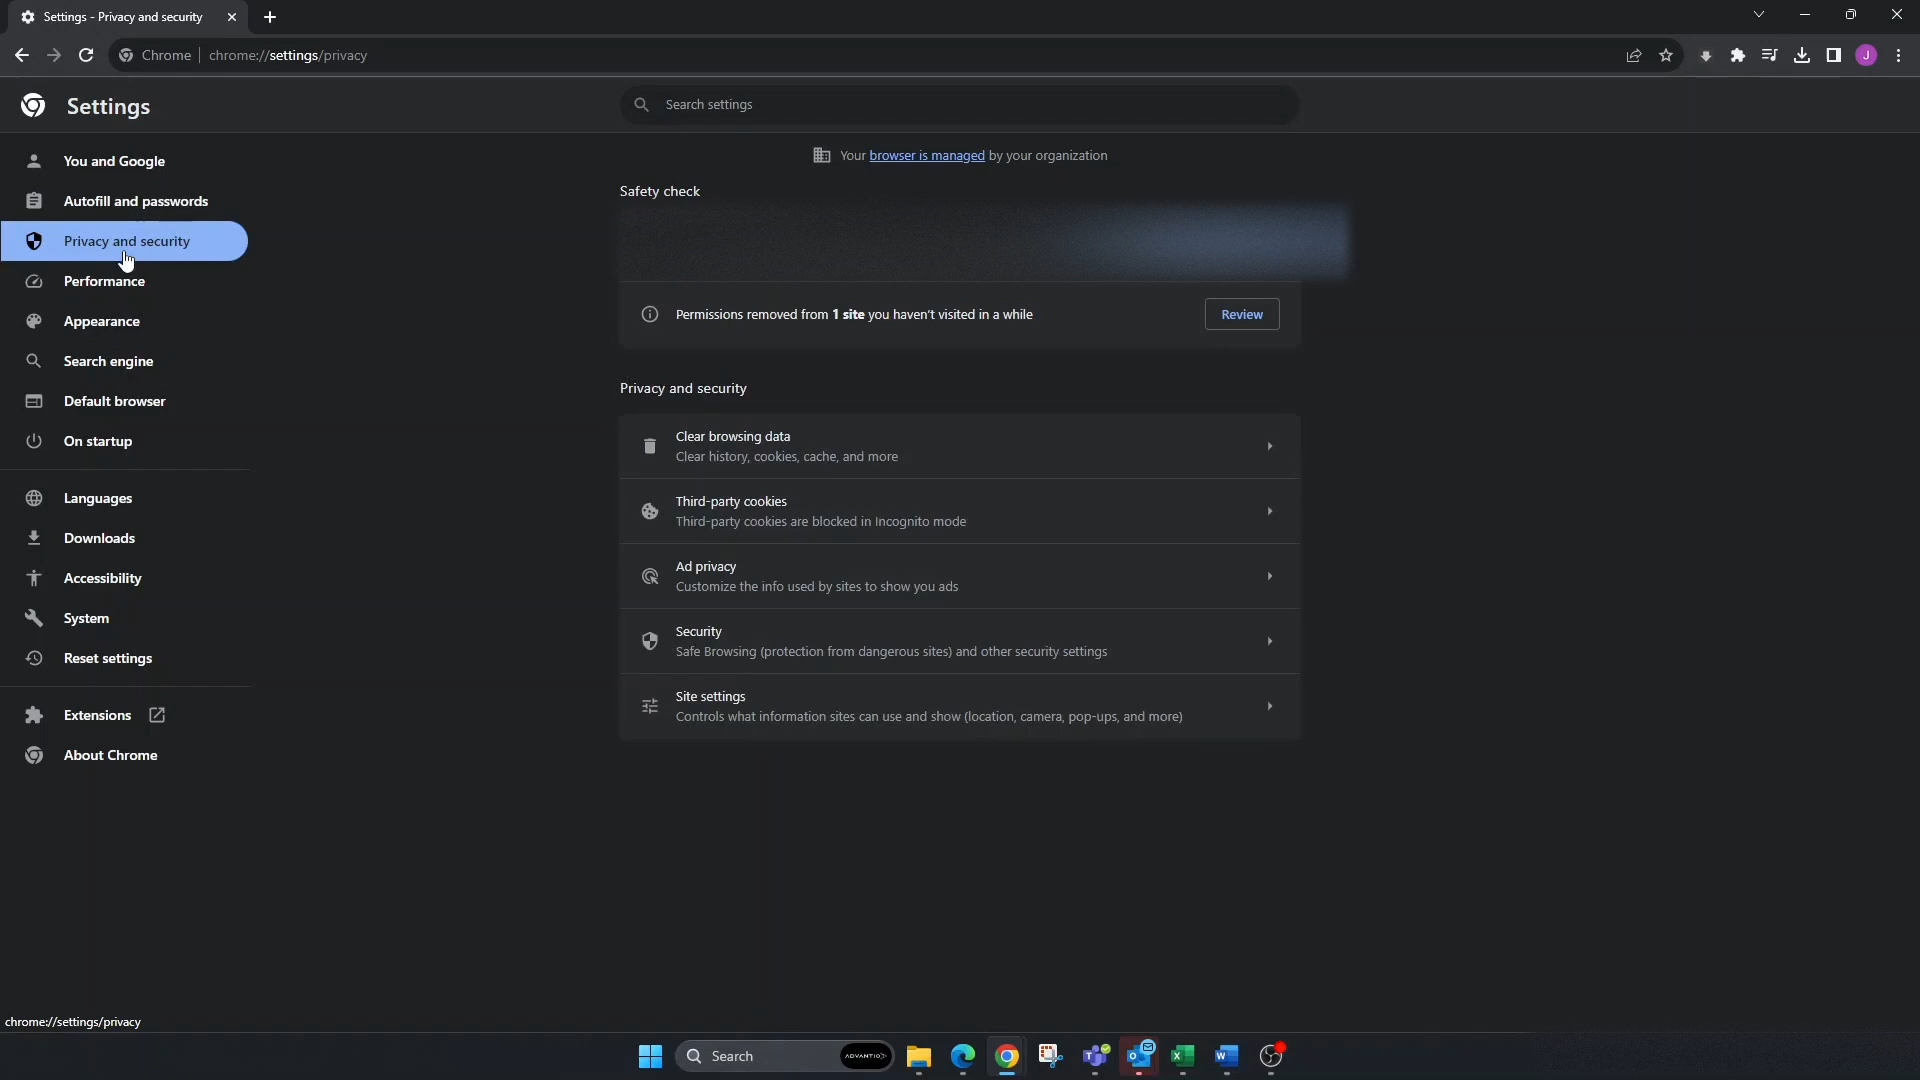 Settings - Privacy and security
Chrome chrome://settings/privacy
J
Settings
Search settings
You and Google
Autofill and passwords
Privacy and security
Performance
Appearance
Search engine
Default browser
On startup
Languages
Downloads
Accessibility
System
Reset settings
Extensions
About Chrome
Your browser is managed by your organization
Safety check
Permissions removed from 1 site you haven't visited in a while
Review
Privacy and security
Clear browsing data
Clear history, cookies, cache, and more
Third-party cookies
Third-party cookies are blocked in Incognito mode
Ad privacy
Customize the info used by sites to show you ads
Security
Safe Browsing (protection from dangerous sites) and other security settings
Site settings
Controls what information sites can use and show (location, camera, pop-ups, and more)
chrome://settings/privacy
Search
ADVANTIO